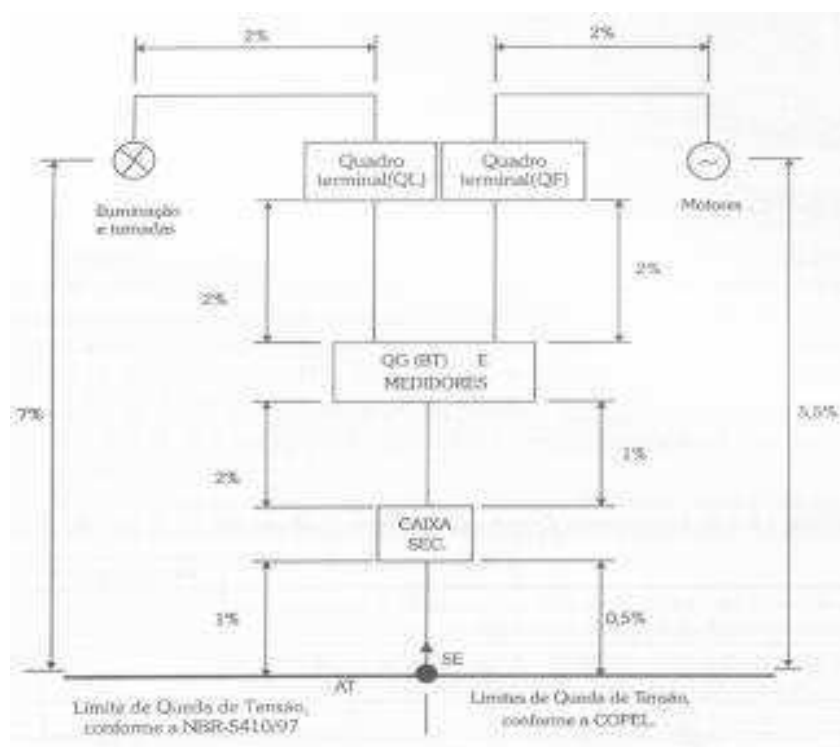 2%
2%
Quadro
terminal(QL)
Quadro
terminal(QF)
Iluminação
e tomadas
Motores
2%
2%
QG (BT) E
MEDIDORES
7%
5,5%
2%
1%
CAIXA
SEC.
1%
0,5%
SE
AT
Limite de Queda de Tensão,
conforme a NBR-5410/97
Limites de Queda de Tensão,
conforme a COPEL.